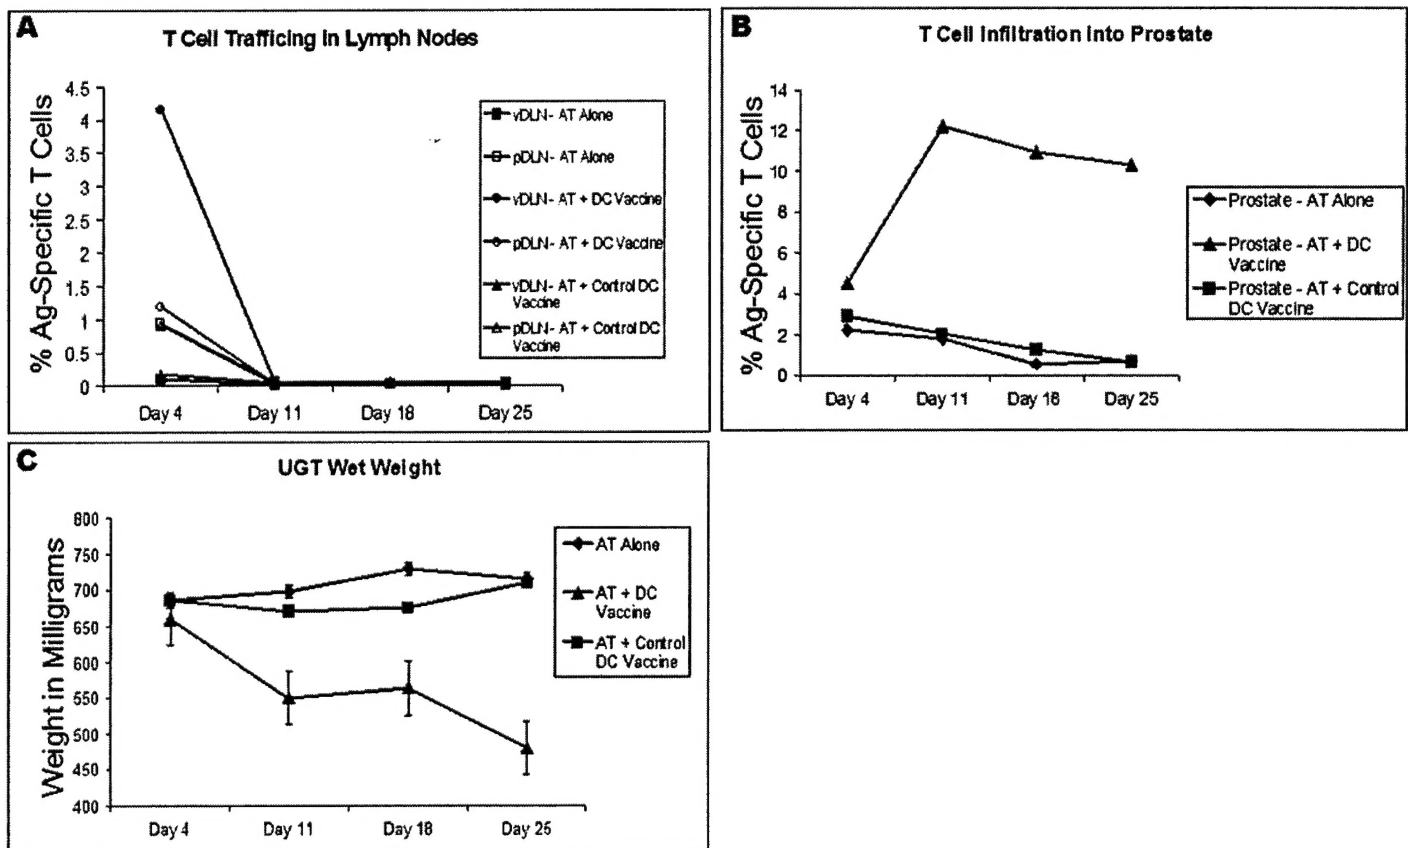 A
T Cell Trafficing in Lymph Nodes
% Ag-Specific T Cells
4.5
4
3.5
3
2.5
2
1.5
1
0.5
0
Day 4 Day 11 Day 18 Day 25
vDLN- AT Alone
pDLN- AT Alone
vDLN- AT + DC Vaccine
pDLN- AT + DC Vaccine
vDLN- AT + Control DC
Vaccine
pDLN- AT + Control DC
Vaccine
B
T Cell Infiltration into Prostate
% Ag-Specific T Cells
14
12
10
8
6
4
2
0
Day 4 Day 11 Day 18 Day 25
Prostate - AT Alone
Prostate - AT + DC
Vaccine
Prostate - AT + Control
DC Vaccine
C
UGT Wet Weight
Weight in Milligrams
800
750
700
650
600
550
500
450
400
Day 4 Day 11 Day 18 Day 25
AT Alone
AT + DC
Vaccine
AT + Control
DC Vaccine